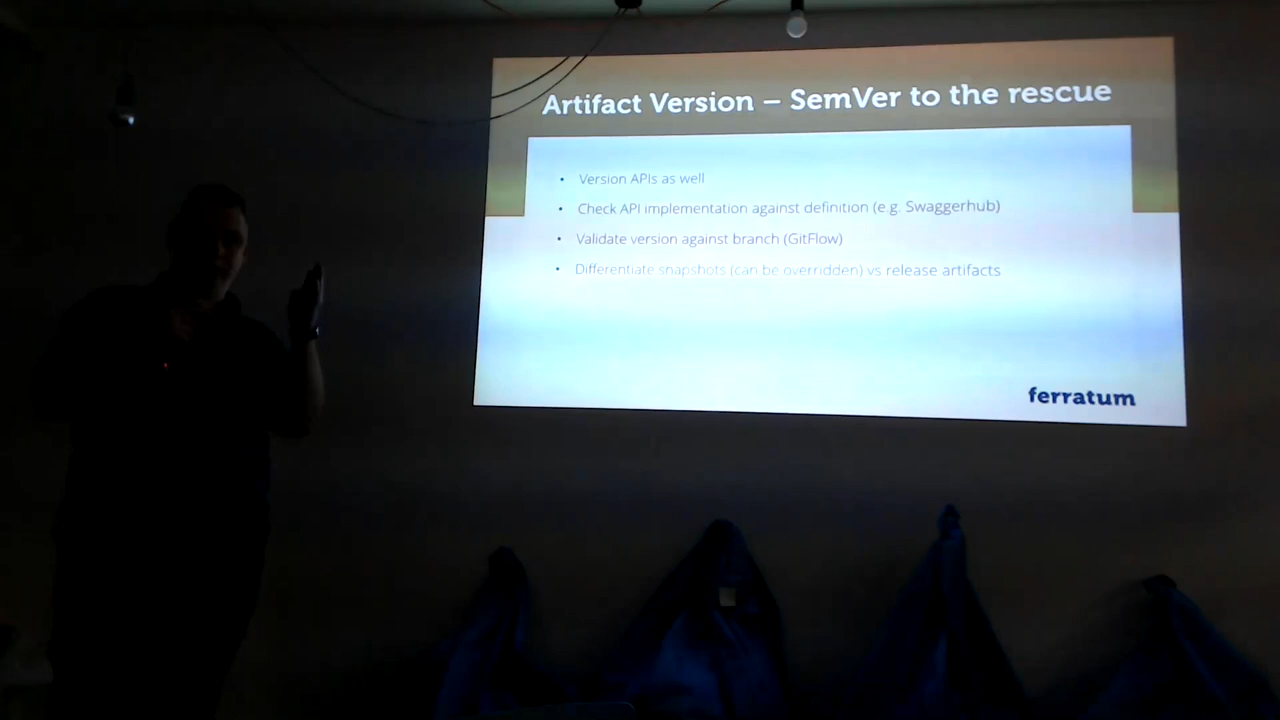 Artifact Version – SemVer to the rescue
• Version APIs as well
• Check API implementation against definition (e.g. Swaggerhub)
• Validate version against branch (GitFlow)
• Differentiate snapshots (can be overridden) vs release artifacts
ferratum